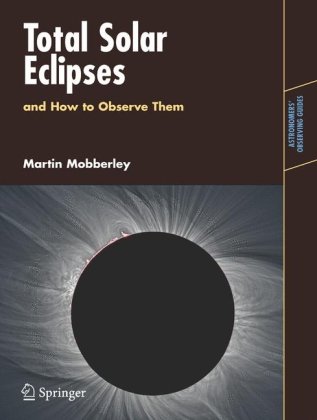 Total Solar
Eclipses
and How to Observe Them
Martin Mobberley
ASTRONOMERS'
OBSERVING GUIDES
Springer